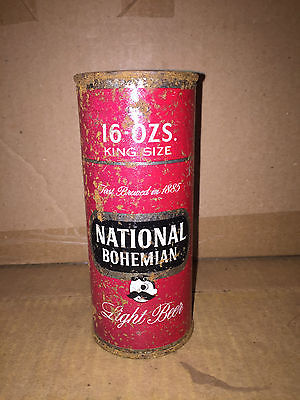 16-OZS.
KING SIZE
First Brewed in 1885
NATIONAL
BOHEMIAN
Light Beer